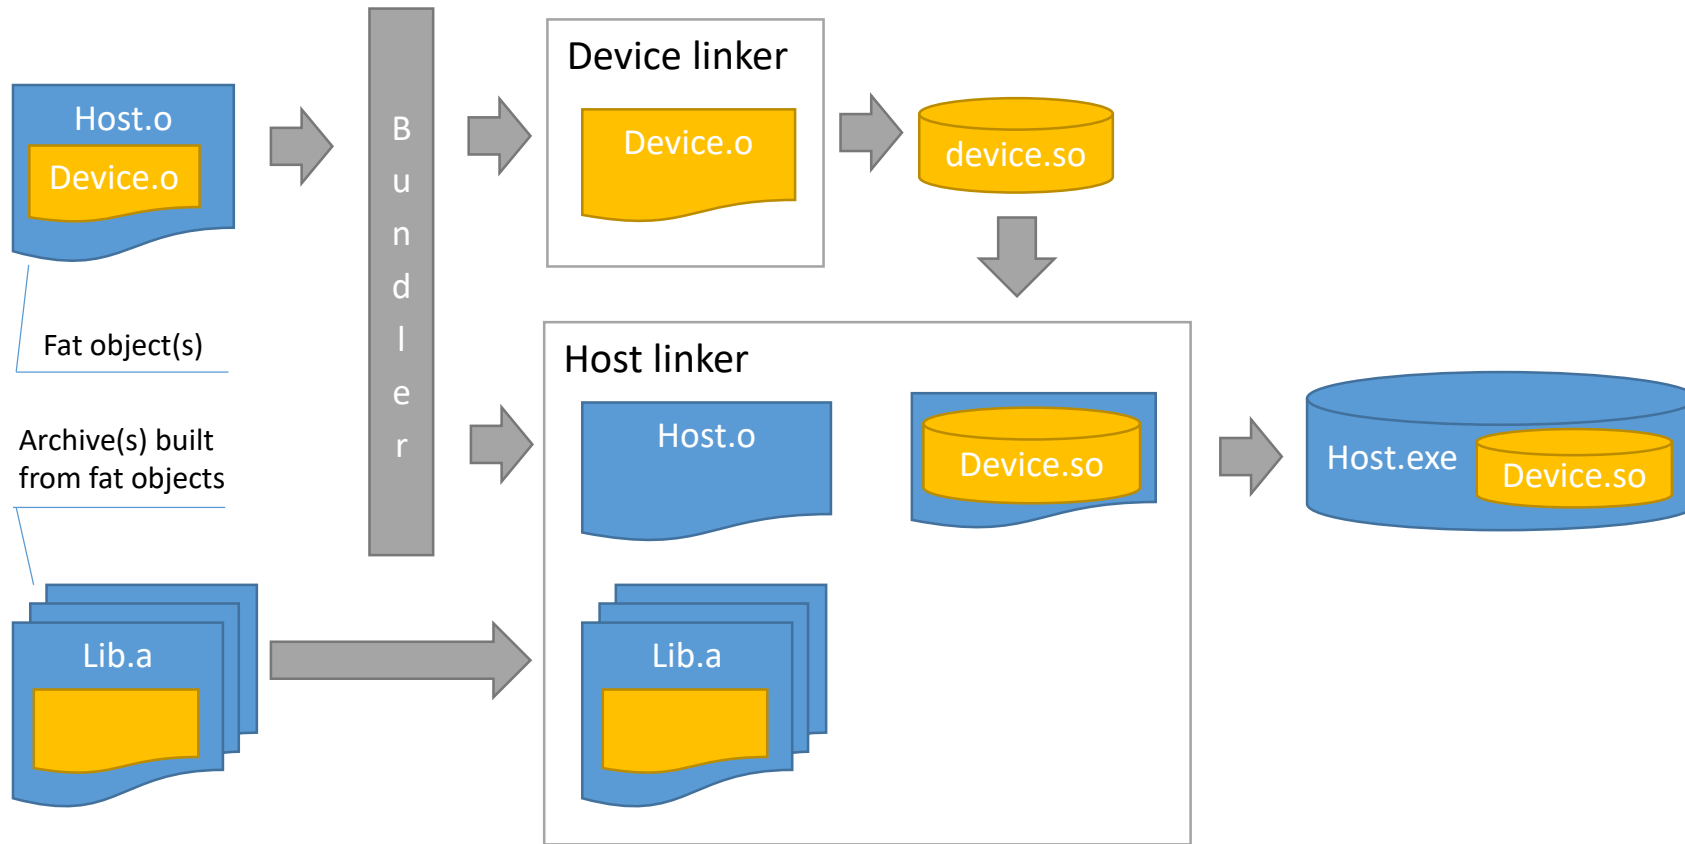 Host.o
Device.o
Fat object(s)
Archive(s) built
from fat objects
Lib.a
B
u
n
d
l
e
r
Device linker
Device.o
device.so
Host linker
Host.o
Device.so
Lib.a
Host.exe
Device.so